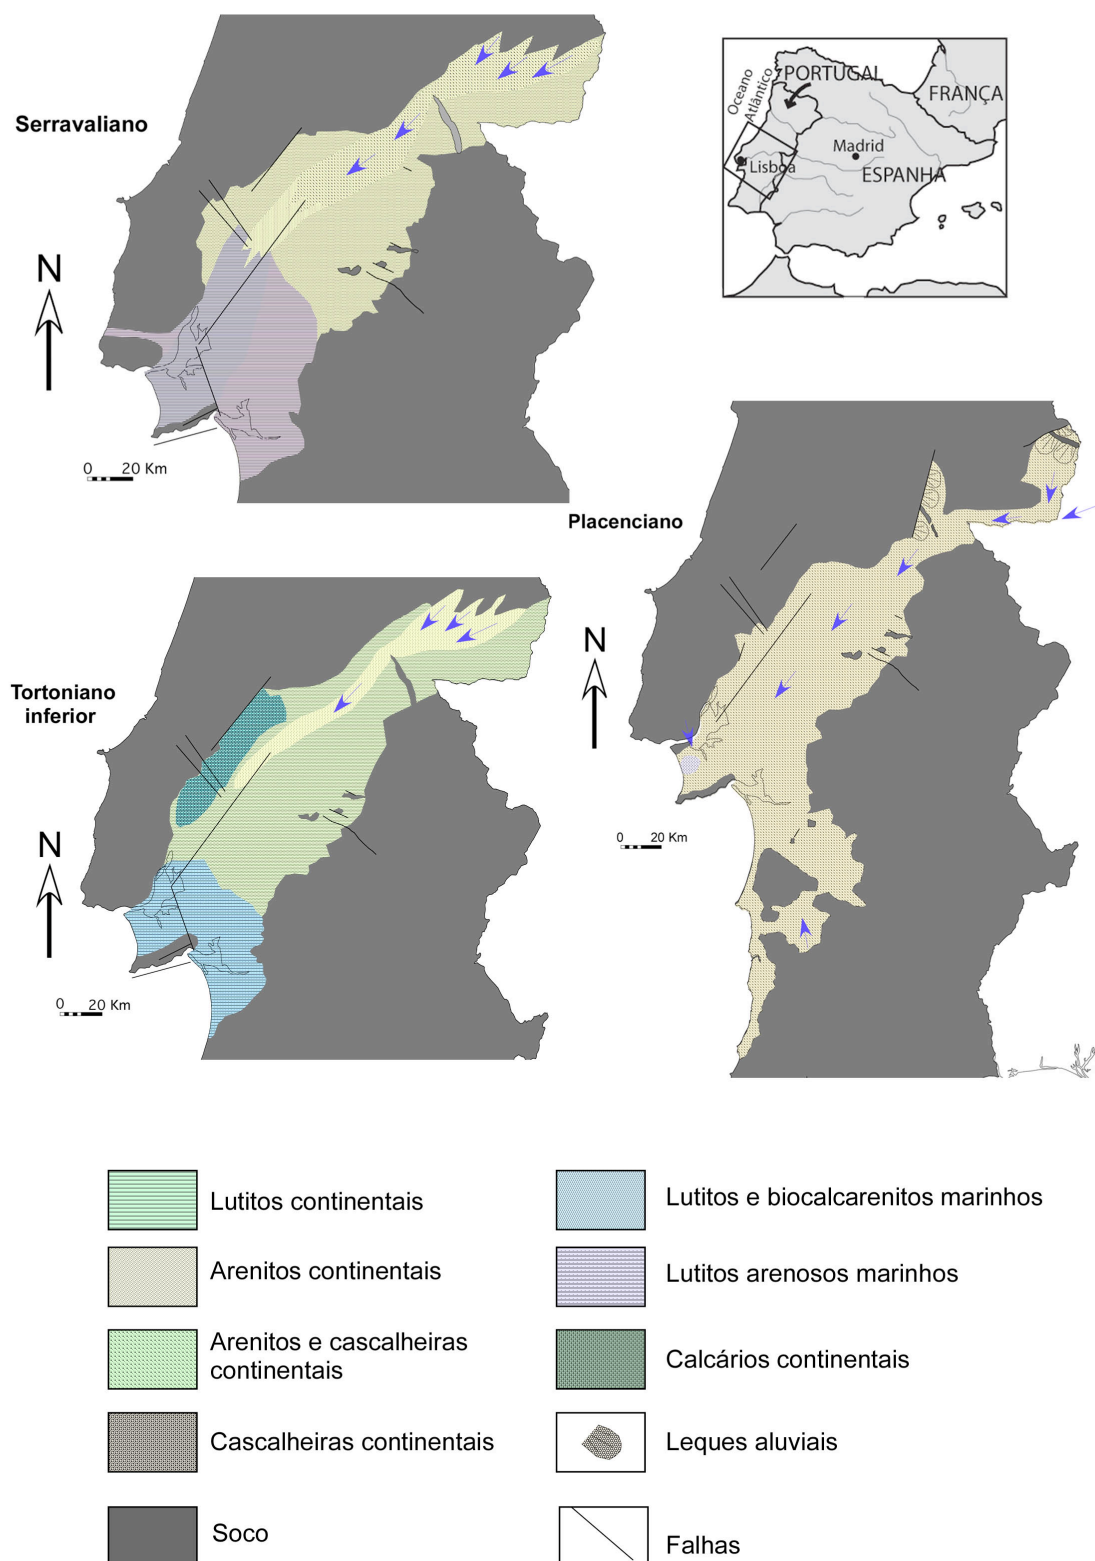 Serravaliano
N
0 20 Km
Oceano
Atlântico
PORTUGAL
FRANÇA
Madrid
Lisboa
ESPANHA
Placenciano
N
0 20 Km
Tortoniano
inferior
N
0 20 Km
Lutitos continentais
Arenitos continentais
Arenitos e cascalheiras
continentais
Cascalheiras continentais
Soco
Lutitos e biocalcarenitos marinhos
Lutitos arenosos marinhos
Calcários continentais
Leques aluviais
Falhas